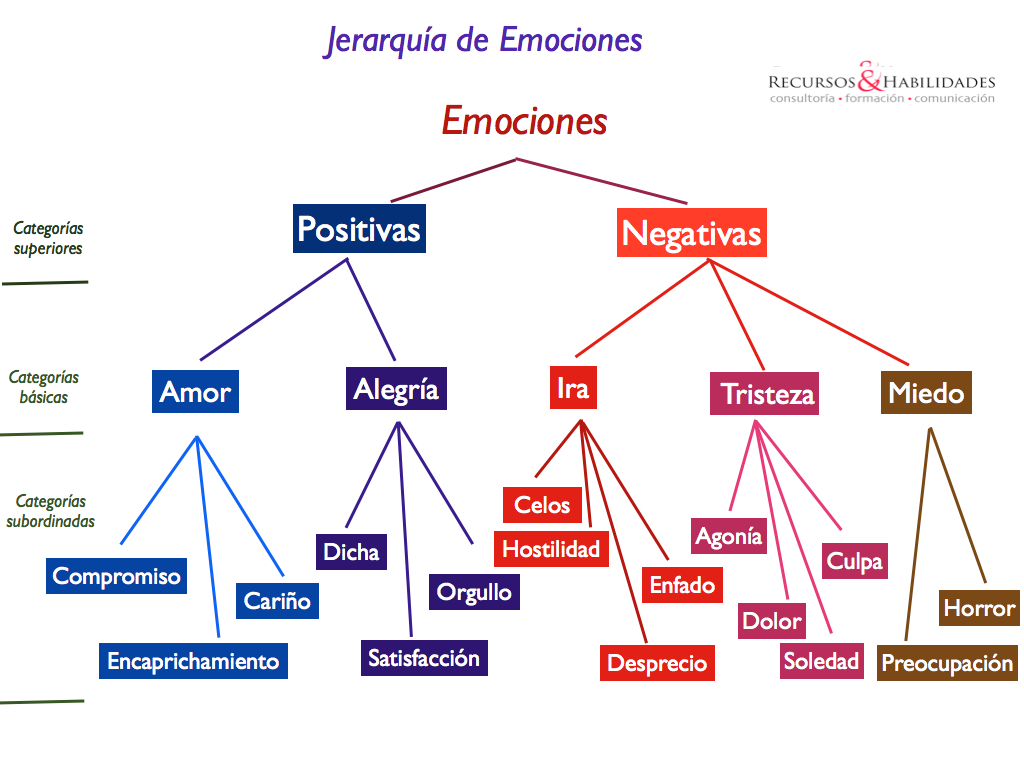 Jerarquía de Emociones
RECURSOS & HABILIDADES
consultoría • formación • comunicación
Emociones
Categorías
superiores
Positivas
Negativas
Categorías
básicas
Amor
Alegría
Ira
Tristeza
Miedo
Categorías
subordinadas
Celos
Hostilidad
Agonía
Dicha
Culpa
Compromiso
Enfado
Orgullo
Cariño
Horror
Dolor
Encaprichamiento
Satisfacción
Desprecio
Soledad
Preocupación